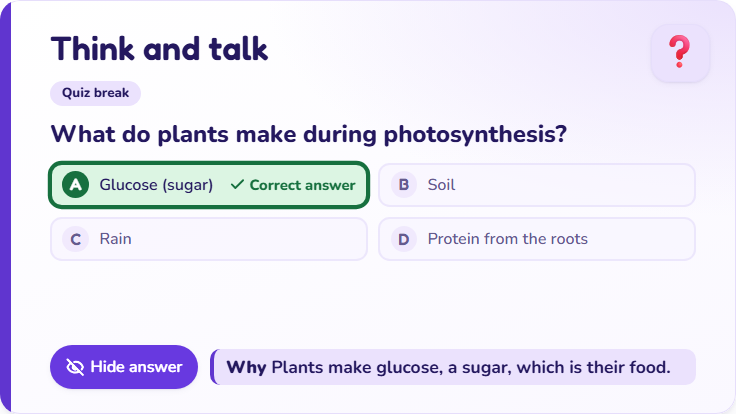 Think and talk
Quiz break
What do plants make during photosynthesis?
A Glucose (sugar) ✓ Correct answer
B Soil
C Rain
D Protein from the roots
Hide answer
Why Plants make glucose, a sugar, which is their food.